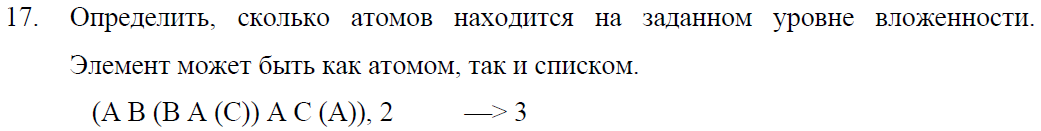 17. Определить, сколько атомов находится на заданном уровне вложенности.
Элемент может быть как атомом, так и списком.
(A B (B A (C)) A C (A)), 2 —> 3